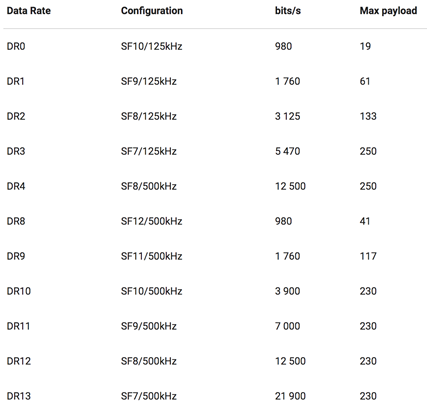 Data Rate Configuration bits/s Max payload
DR0 SF10/125kHz 980 19
DR1 SF9/125kHz 1 760 61
DR2 SF8/125kHz 3 125 133
DR3 SF7/125kHz 5 470 250
DR4 SF8/500kHz 12 500 250
DR8 SF12/500kHz 980 41
DR9 SF11/500kHz 1 760 117
DR10 SF10/500kHz 3 900 230
DR11 SF9/500kHz 7 000 230
DR12 SF8/500kHz 12 500 230
DR13 SF7/500kHz 21 900 230